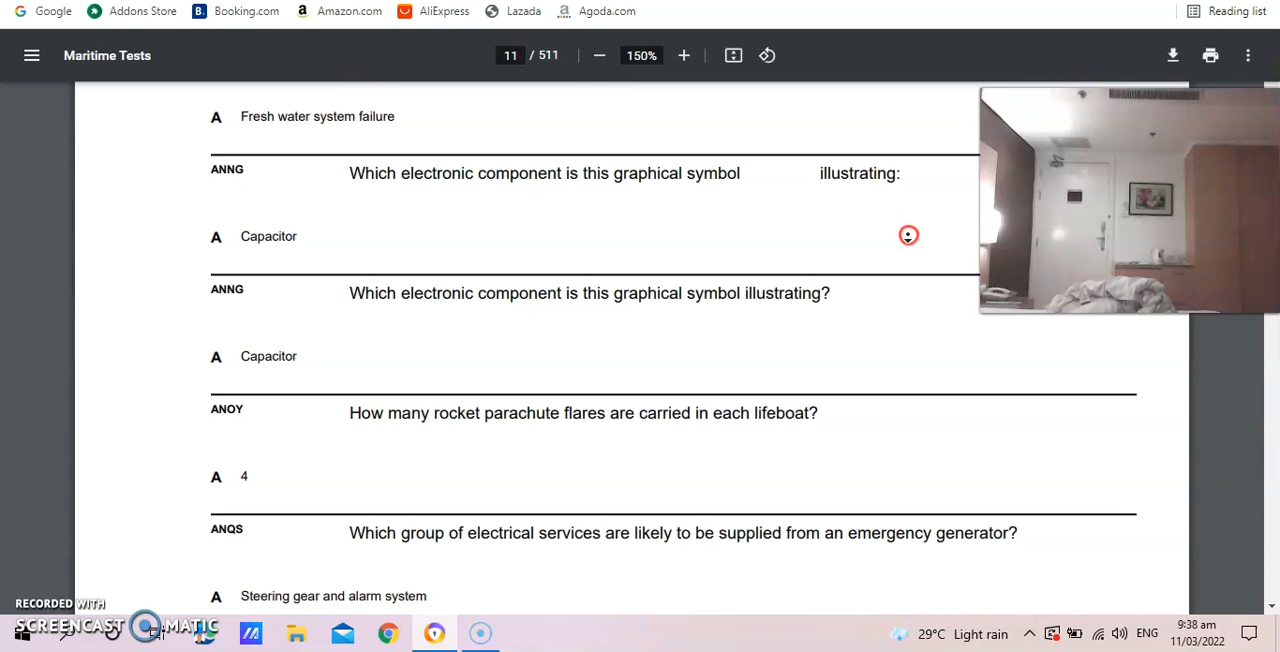 Google Addons Store Booking.com Amazon.com AliExpress Lazada Agoda.com Reading list
Maritime Tests 11 / 511 150%
A Fresh water system failure
ANNG Which electronic component is this graphical symbol illustrating:
A Capacitor
ANNG Which electronic component is this graphical symbol illustrating?
A Capacitor
ANOY How many rocket parachute flares are carried in each lifeboat?
A 4
ANQS Which group of electrical services are likely to be supplied from an emergency generator?
A Steering gear and alarm system
RECORDED WITH
SCREENCAST MATIC
29°C Light rain ENG 9:38 am
11/03/2022